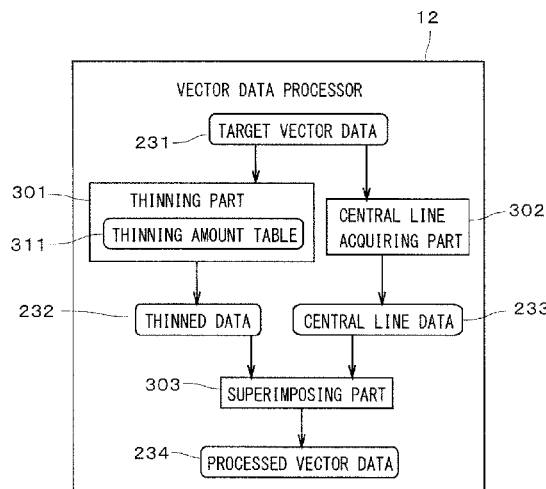 12
VECTOR DATA PROCESSOR
TARGET VECTOR DATA
231
301
THINNING PART
311
THINNING AMOUNT TABLE
CENTRAL LINE
ACQUIRING PART
302
232
THINNED DATA
CENTRAL LINE DATA
233
303
SUPERIMPOSING PART
234
PROCESSED VECTOR DATA